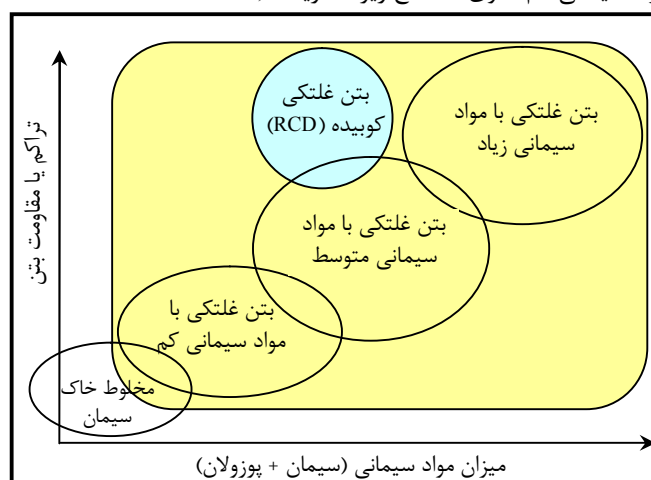 بتن غلتکی
کوبیده (RCD)
بتن غلتکی با مواد
سیمانی زیاد
بتن غلتکی با مواد
سیمانی متوسط
بتن غلتکی با
مواد سیمانی کم
مخلوط خاک
سیمان
تراکم یا مقاومت بتن
میزان مواد سیمانی (سیمان + پوزولان)